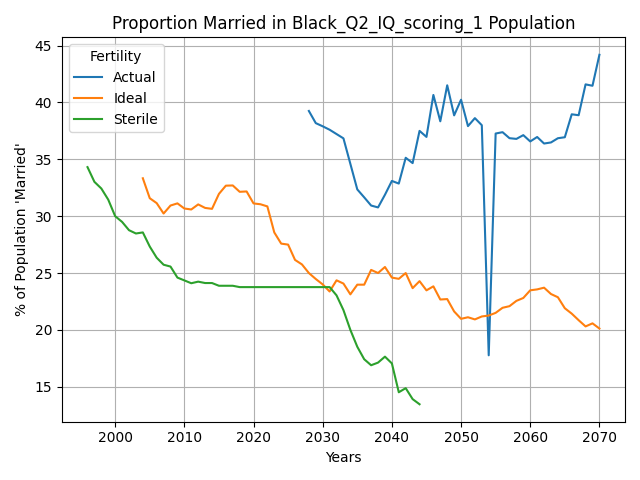 Proportion Married in Black_Q2_IQ_scoring_1 Population
% of Population 'Married'
45
40
35
30
25
20
15
Fertility
Actual
Ideal
Sterile
2000
2010
2020
2030
2040
2050
2060
2070
Years